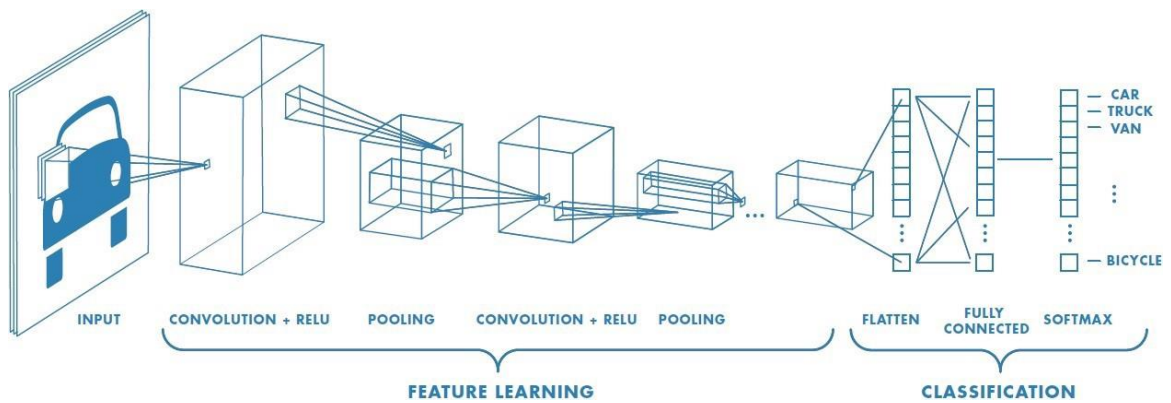 CAR
TRUCK
VAN
BICYCLE
INPUT
CONVOLUTION + RELU
POOLING
CONVOLUTION + RELU
POOLING
FLATTEN
FULLY
CONNECTED
SOFTMAX
FEATURE LEARNING
CLASSIFICATION